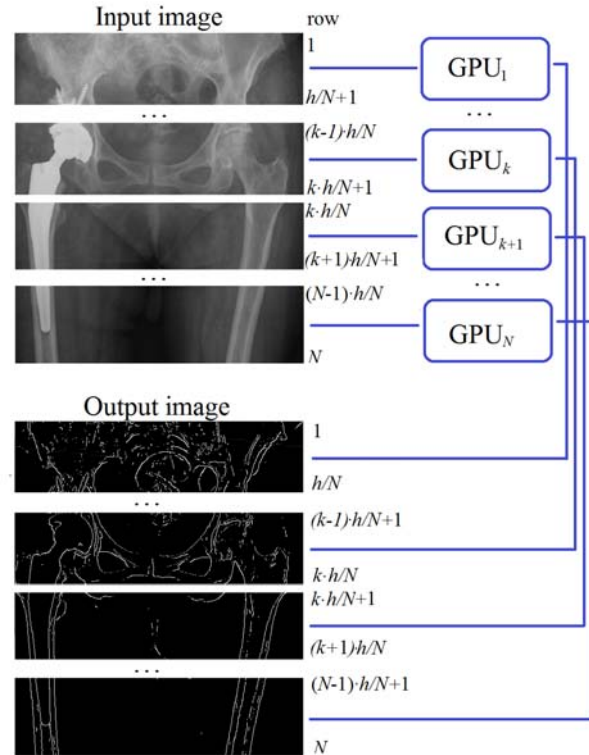 Input image
row
1
GPU₁
h/N+1
...
...
(k-1)·h/N
GPUₖ
k·h/N+1
k·h/N
GPUₖ₊₁
(k+1)·h/N+1
...
...
(N-1)·h/N
GPU_N
N
Output image
1
h/N
...
(k-1)·h/N+1
k·h/N
k·h/N+1
(k+1)·h/N
...
(N-1)·h/N+1
N